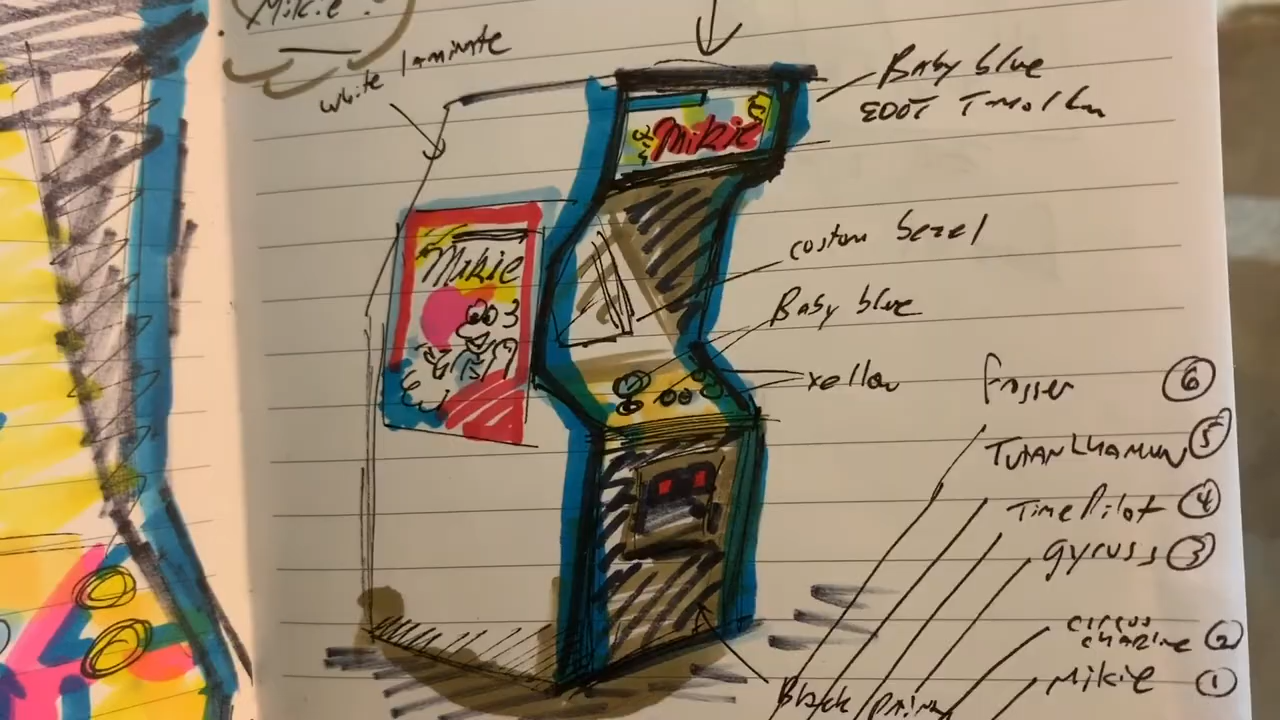 Mikie!
white laminate
Baby blue
Mikie
Mikie
custom bezel
Baby blue
Yellow
Frogger 6
Tutankhamun 5
Time Pilot 4
Gyruss 3
circus
charlie 2
Mikie 1
Black